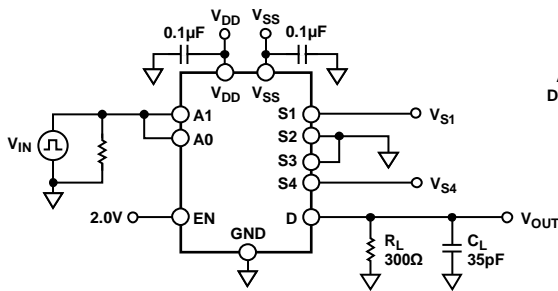 V_DD V_SS
0.1µF 0.1µF
V_DD V_SS
A1 S1 V_S1
A0 S2
V_IN
S3
S4 V_S4
2.0V EN D V_OUT
GND
R_L 300Ω
C_L 35pF
A
D